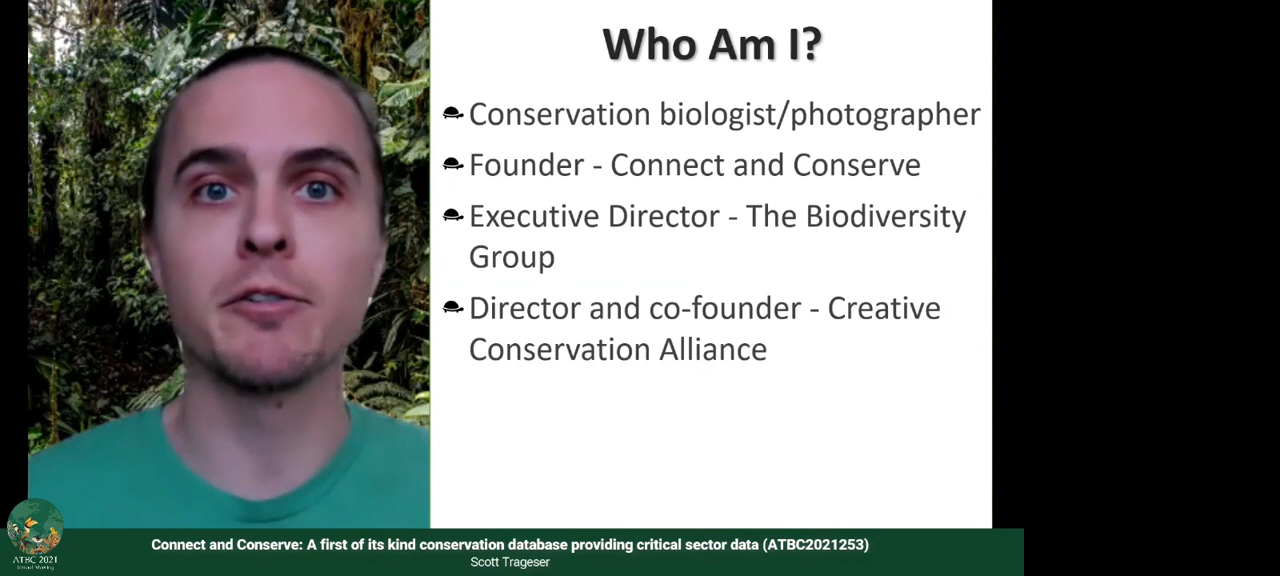 Who Am I?
Conservation biologist/photographer
Founder - Connect and Conserve
Executive Director - The Biodiversity
Group
Director and co-founder - Creative
Conservation Alliance
ATBC 2021
Connect and Conserve: A first of its kind conservation database providing critical sector data (ATBC2021253)
Scott Trageser